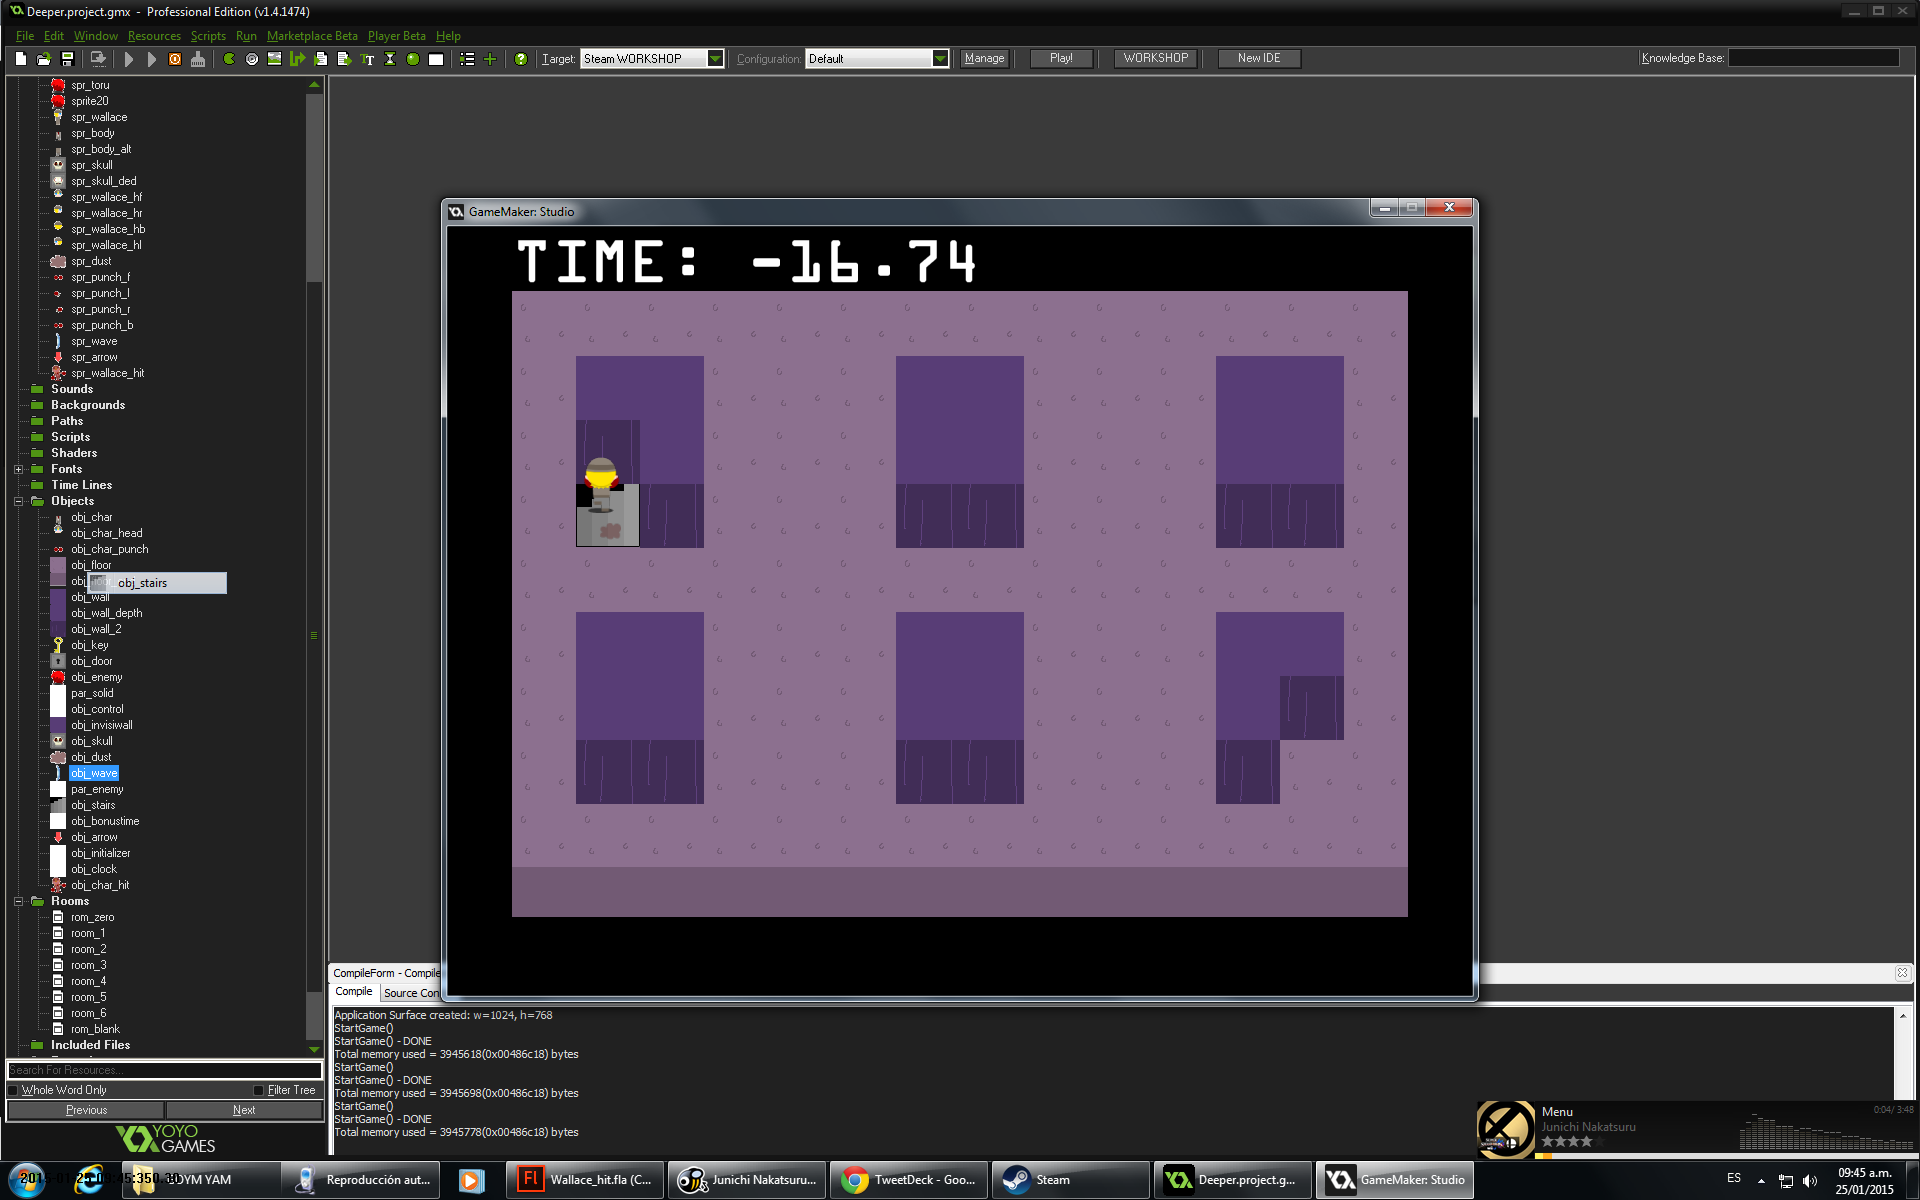 Deeper.project.gmx - Professional Edition (v1.4.1474)
File Edit Window Resources Scripts Run Marketplace Beta Player Beta Help
Target: Steam WORKSHOP Configuration: Default Manage Play! WORKSHOP New IDE Knowledge Base:
spr_toru
sprite20
spr_wallace
spr_body
spr_body_alt
spr_skull
spr_skull_ded
spr_wallace_hf
spr_wallace_hr
spr_wallace_hb
spr_wallace_hl
spr_dust
spr_punch_f
spr_punch_l
spr_punch_r
spr_punch_b
spr_wave
spr_arrow
spr_wallace_hit
Sounds
Backgrounds
Paths
Scripts
Shaders
Fonts
Time Lines
Objects
obj_char
obj_char_head
obj_char_punch
obj_floor
obj_stairs
obj_wall
obj_wall_depth
obj_wall_2
obj_key
obj_door
obj_enemy
par_solid
obj_control
obj_invisiwall
obj_skull
obj_dust
obj_wave
par_enemy
obj_stairs
obj_bonustime
obj_arrow
obj_initializer
obj_clock
obj_char_hit
Rooms
rom_zero
room_1
room_2
room_3
room_4
room_5
room_6
rom_blank
Included Files
Search For Resources...
Whole Word Only Filter Tree
Previous Next
YOYO
GAMES
GameMaker: Studio
TIME: -16.74
CompileForm - Compile
Compile Source Con
Application Surface created: w=1024, h=768
StartGame()
StartGame() - DONE
Total memory used = 3945618(0x00486c18) bytes
StartGame()
StartGame() - DONE
Total memory used = 3945698(0x00486c18) bytes
StartGame()
StartGame() - DONE
Total memory used = 3945778(0x00486c18) bytes
Menu 0:04/ 3:48
Junichi Nakatsuru
YAM Reproducción aut... Wallace_hit.fla (C... Junichi Nakatsuru... TweetDeck - Goo... Steam Deeper.project.g... GameMaker: Studio ES
09:45 a.m.
25/01/2015